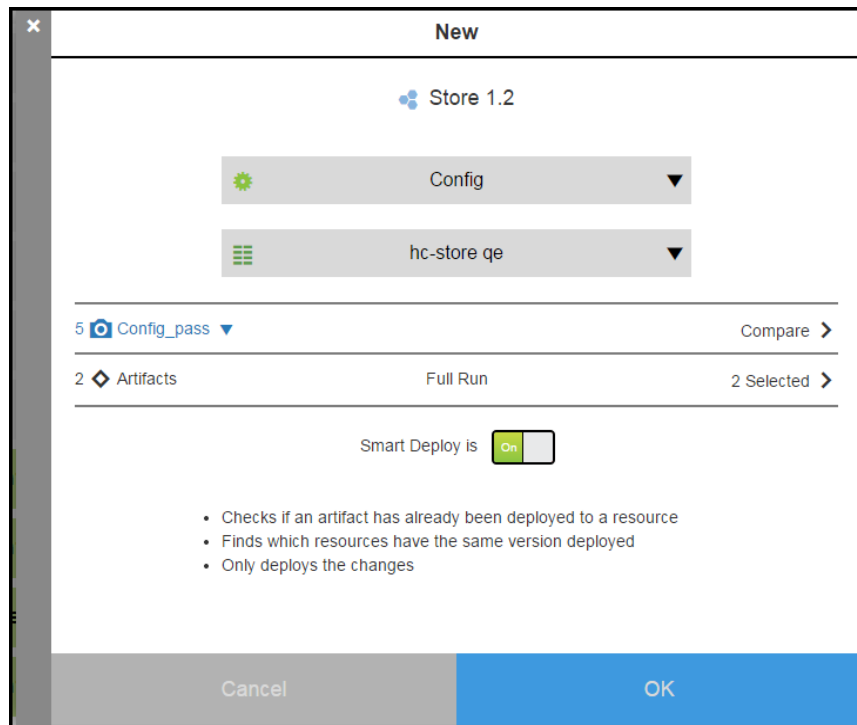 New
Store 1.2
Config
hc-store qe
5 Config_pass Compare
2 Artifacts Full Run 2 Selected
Smart Deploy is On
• Checks if an artifact has already been deployed to a resource
• Finds which resources have the same version deployed
• Only deploys the changes
Cancel OK